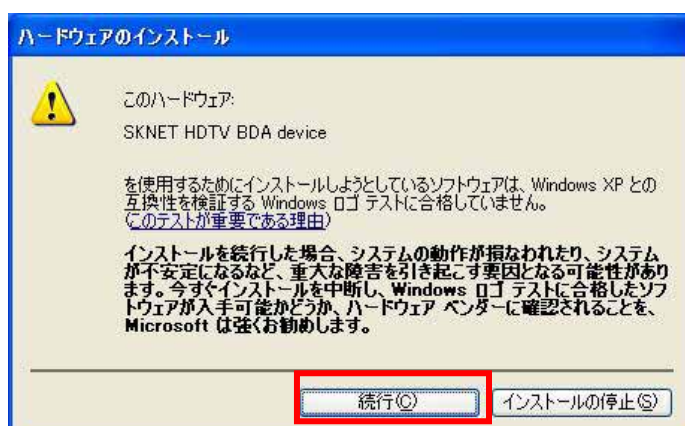 ハードウェアのインストール
このハードウェア:
SKNET HDTV BDA device
を使用するためにインストールしようとしているソフトウェアは、Windows XP との
互換性を検証する Windows ロゴ テストに合格していません。
(このテストが重要である理由)
インストールを続行した場合、システムの動作が損なわれたり、システム
が不安定になるなど、重大な障害を引き起こす要因となる可能性があり
ます。今すぐインストールを中断し、Windows ロゴ テストに合格したソフ
トウェアが入手可能かどうか、ハードウェア ベンダーに確認されることを、
Microsoft は強くお勧めします。
続行(C) インストールの停止(S)